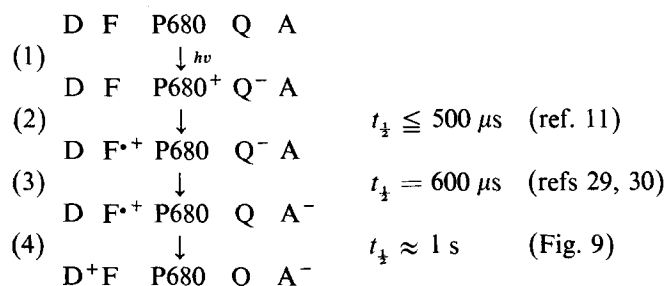 D F P680 Q A
(1) ↓ hν
D F P680⁺ Q⁻ A
(2) ↓ t½ ≦ 500 μs (ref. 11)
D F•⁺ P680 Q⁻ A
(3) ↓ t½ = 600 μs (refs 29, 30)
D F•⁺ P680 Q A⁻
(4) ↓ t½ ≈ 1 s (Fig. 9)
D⁺ F P680 O A⁻